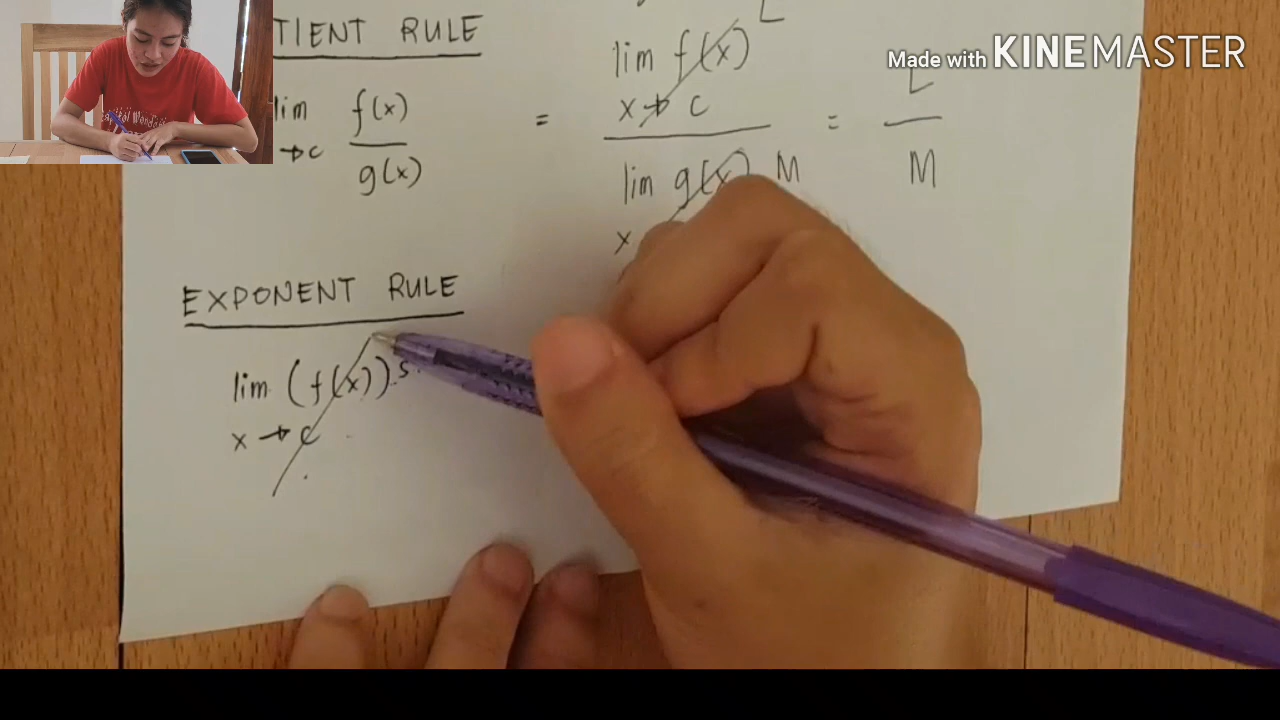 Made with KINEMASTER
TIENT RULE
lim f(x) L
x → c
lim f(x)
→ c g(x)
=
lim g(x) M
x
= L
M
EXPONENT RULE
lim (f(x))
x → c